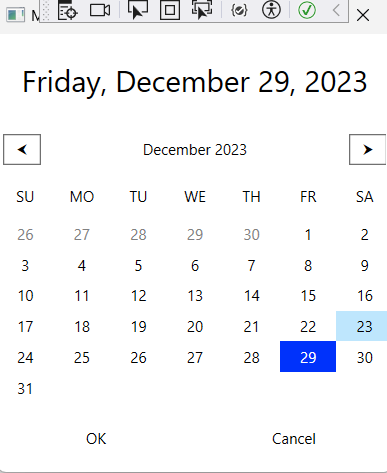 M
Friday, December 29, 2023
December 2023
SU MO TU WE TH FR SA
26 27 28 29 30 1 2
3 4 5 6 7 8 9
10 11 12 13 14 15 16
17 18 19 20 21 22 23
24 25 26 27 28 29 30
31
OK Cancel